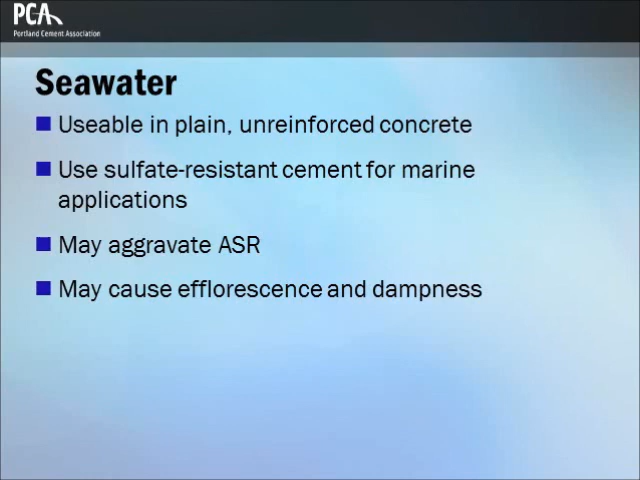 PCA
Portland Cement Association
Seawater
Useable in plain, unreinforced concrete
Use sulfate-resistant cement for marine
applications
May aggravate ASR
May cause efflorescence and dampness